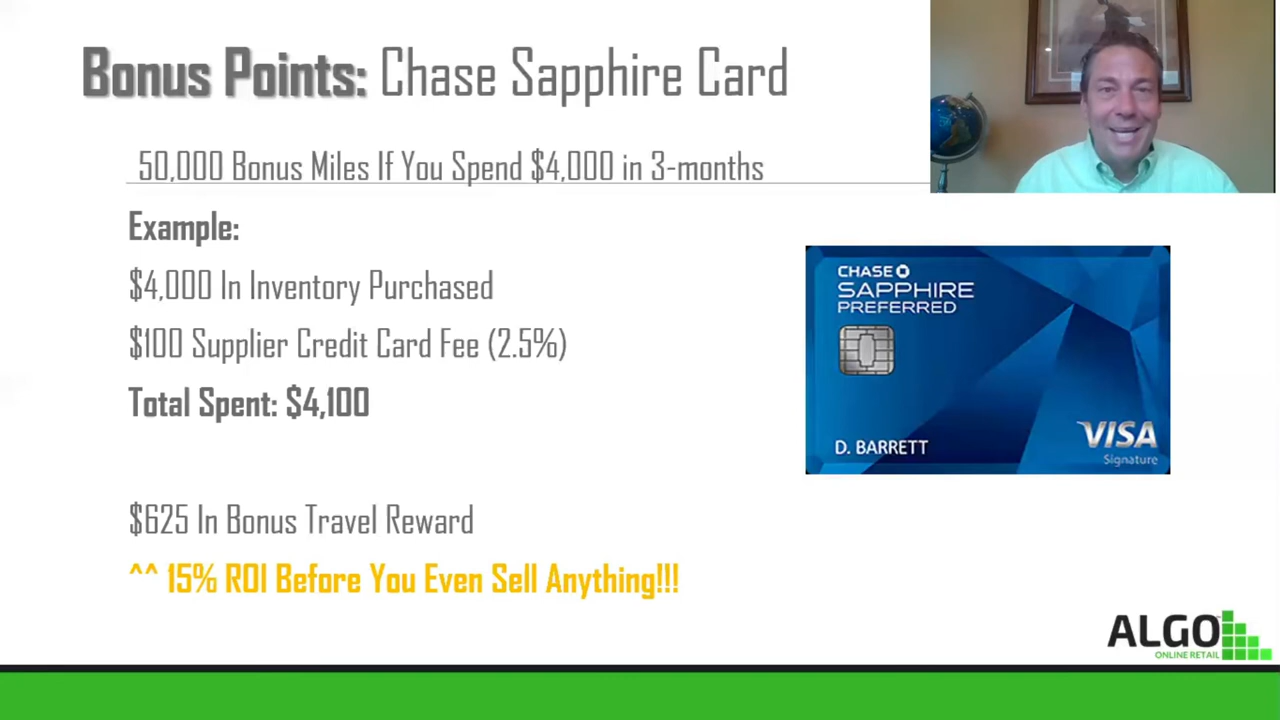 Bonus Points: Chase Sapphire Card
50,000 Bonus Miles If You Spend $4,000 in 3-months
Example:
$4,000 In Inventory Purchased
$100 Supplier Credit Card Fee (2.5%)
Total Spent: $4,100
$625 In Bonus Travel Reward
^^ 15% ROI Before You Even Sell Anything!!!
CHASE
SAPPHIRE
PREFERRED
VISA
Signature
D. BARRETT
ALGO
ONLINE RETAIL